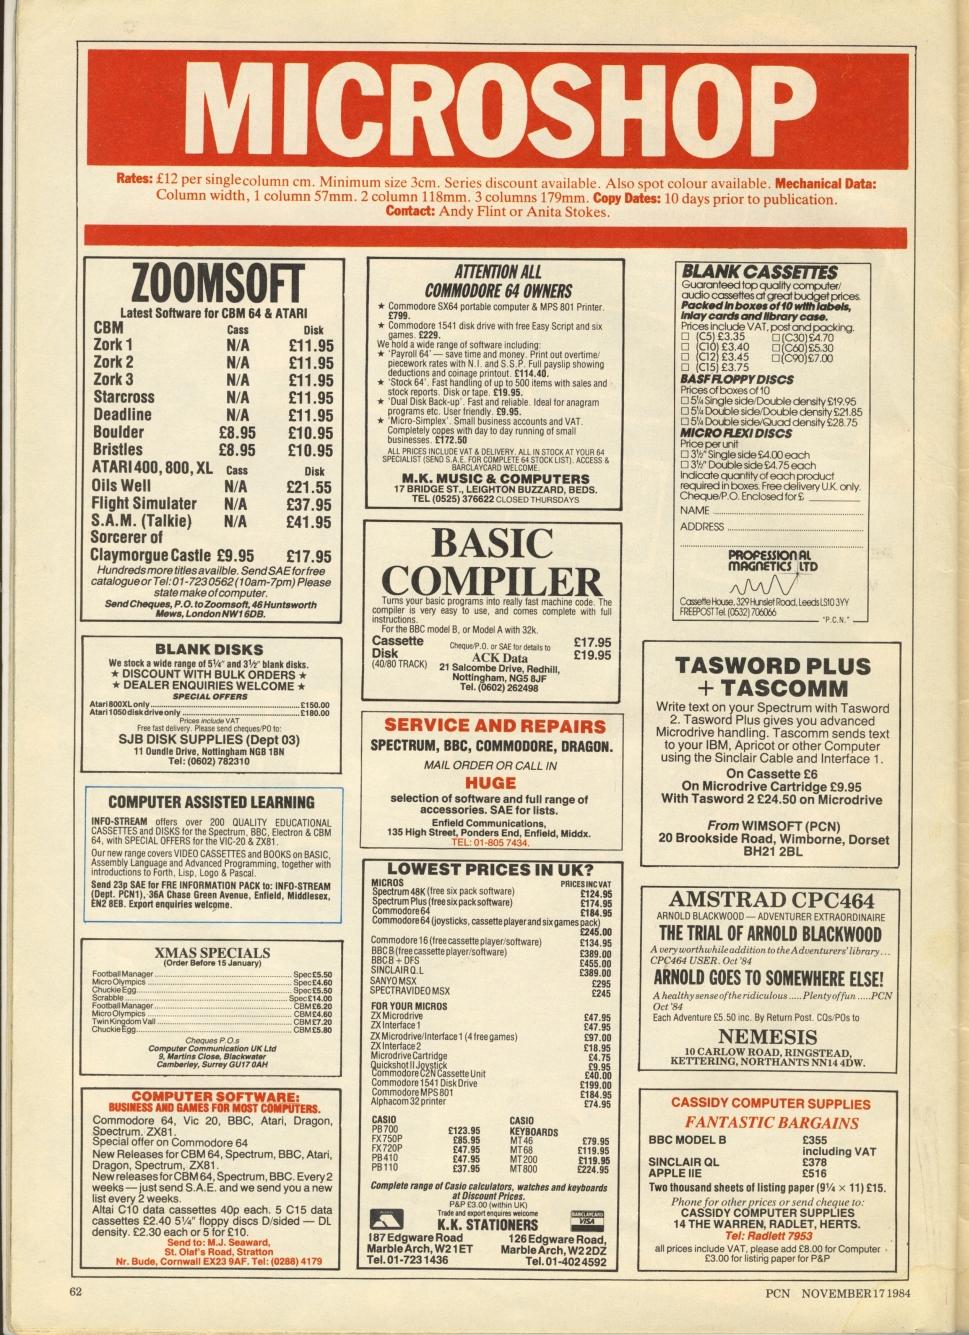 MICROSHOP
Rates: £12 per single column cm. Minimum size 3cm. Series discount available. Also spot colour available. Mechanical Data:
Column width, 1 column 57mm. 2 column 118mm. 3 columns 179mm. Copy Dates: 10 days prior to publication.
Contact: Andy Flint or Anita Stokes.
ZOOMSOFT
Latest Software for CBM 64 & ATARI
CBM Cass Disk
Zork 1 N/A £11.95
Zork 2 N/A £11.95
Zork 3 N/A £11.95
Starcross N/A £11.95
Deadline N/A £11.95
Boulder £8.95 £10.95
Bristles £8.95 £10.95
ATARI 400, 800, XL Cass Disk
Oils Well N/A £21.55
Flight Simulater N/A £37.95
S.A.M. (Talkie) N/A £41.95
Sorcerer of
Claymorgue Castle £9.95 £17.95
Hundreds more titles availble. Send SAE for free
catalogue or Tel: 01-723 0562 (10am-7pm) Please
state make of computer.
Send Cheques, P.O. to Zoomsoft, 46 Huntsworth
Mews, London NW1 6DB.
BLANK DISKS
We stock a wide range of 5¼" and 3½" blank disks.
★ DISCOUNT WITH BULK ORDERS ★
★ DEALER ENQUIRIES WELCOME ★
SPECIAL OFFERS
Atari 800XL only £150.00
Atari 1050 disk drive only £180.00
Prices include VAT
Free fast delivery. Please send cheques/PO to:
SJB DISK SUPPLIES (Dept 03)
11 Oundle Drive, Nottingham NG8 1BN
Tel: (0602) 782310
COMPUTER ASSISTED LEARNING
INFO-STREAM offers over 200 QUALITY EDUCATIONAL
CASSETTES and DISKS for the Spectrum, BBC, Electron & CBM
64, with SPECIAL OFFERS for the VIC-20 & ZX81.
Our new range covers VIDEO CASSETTES and BOOKS on BASIC,
Assembly Language and Advanced Programming, together with
introductions to Forth, Lisp, Logo & Pascal.
Send 23p SAE for FRE INFORMATION PACK to: INFO-STREAM
(Dept. PCN1), 36A Chase Green Avenue, Enfield, Middlesex,
EN2 8EB. Export enquiries welcome.
XMAS SPECIALS
(Order Before 15 January)
Football Manager Spec £5.50
Micro Olympics Spec £4.60
Chuckie Egg Spec £5.50
Scrabble Spec £14.00
Football Manager CBM £6.20
Micro Olympics CBM £4.60
Twin Kingdom Vall CBM £7.20
Chuckie Egg CBM £5.80
Cheques P.O.s
Computer Communication UK Ltd
9, Martins Close, Blackwater
Camberley, Surrey GU17 0AH
COMPUTER SOFTWARE:
BUSINESS AND GAMES FOR MOST COMPUTERS.
Commodore 64, Vic 20, BBC, Atari, Dragon,
Spectrum. ZX81.
Special offer on Commodore 64
New Releases for CBM 64, Spectrum, BBC, Atari,
Dragon, Spectrum, ZX81.
New releases for CBM 64, Spectrum, BBC. Every 2
weeks — just send S.A.E. and we send you a new
list every 2 weeks.
Altai C10 data cassettes 40p each. 5 C15 data
cassettes £2.40 5¼" floppy discs D/sided — DL
density. £2.30 each or 5 for £10.
Send to: M.J. Seaward,
St. Olaf's Road, Stratton
Nr. Bude, Cornwall EX23 9AF. Tel: (0288) 4179
ATTENTION ALL
COMMODORE 64 OWNERS
★ Commodore SX64 portable computer & MPS 801 Printer.
£799.
★ Commodore 1541 disk drive with free Easy Script and six
games. £229.
We hold a wide range of software including:
★ 'Payroll 64' — save time and money. Print out overtime/
piecework rates with N.I. and S.S.P. Full payslip showing
deductions and coinage printout. £114.40.
★ 'Stock 64'. Fast handling of up to 500 items with sales and
stock reports. Disk or tape. £19.95.
★ 'Dual Disk Back-up'. Fast and reliable. Ideal for anagram
programs etc. User friendly. £9.95.
★ 'Micro-Simplex'. Small business accounts and VAT.
Completely copes with day to day running of small
businesses. £172.50
ALL PRICES INCLUDE VAT & DELIVERY. ALL IN STOCK AT YOUR 64
SPECIALIST (SEND S.A.E. FOR COMPLETE 64 STOCK LIST). ACCESS &
BARCLAYCARD WELCOME.
M.K. MUSIC & COMPUTERS
17 BRIDGE ST., LEIGHTON BUZZARD, BEDS.
TEL (0525) 376622 CLOSED THURSDAYS
BASIC
COMPILER
Turns your basic programs into really fast machine code. The
compiler is very easy to use, and comes complete with full
instructions.
For the BBC model B, or Model A with 32k.
Cassette £17.95
Disk £19.95
(40/80 TRACK)
Cheque/P.O. or SAE for details to
ACK Data
21 Salcombe Drive, Redhill,
Nottingham, NG5 8JF
Tel. (0602) 262498
SERVICE AND REPAIRS
SPECTRUM, BBC, COMMODORE, DRAGON.
MAIL ORDER OR CALL IN
HUGE
selection of software and full range of
accessories. SAE for lists.
Enfield Communications,
135 High Street, Ponders End, Enfield, Middx.
TEL: 01-805 7434.
LOWEST PRICES IN UK?
MICROS PRICES INC VAT
Spectrum 48K (free six pack software) £124.95
Spectrum Plus (free six pack software) £174.95
Commodore 64 £184.95
Commodore 64 (joysticks, cassette player and six games pack)
£245.00
Commodore 16 (free cassette player/software) £134.95
BBC B (free cassette player/software) £389.00
BBC B + DFS £455.00
SINCLAIR Q.L £389.00
SANYO MSX £295
SPECTRAVIDEO MSX £245
FOR YOUR MICROS
ZX Microdrive £47.95
ZX Interface 1 £47.95
ZX Microdrive/Interface 1 (4 free games) £97.00
ZX Interface 2 £18.95
Microdrive Cartridge £4.75
Quickshot II Joystick £9.95
Commodore C2N Cassette Unit £40.00
Commodore 1541 Disk Drive £199.00
Commodore MPS 801 £184.95
Alphacom 32 printer £74.95
CASIO
PB 700 £123.95
FX 750P £85.95
FX 720P £47.95
PB 410 £47.95
PB 110 £37.95
CASIO
KEYBOARDS
MT 46 £79.95
MT 68 £119.95
MT 200 £119.95
MT 800 £224.95
Complete range of Casio calculators, watches and keyboards
at Discount Prices.
P&P £3.00 (within UK)
Trade and export enquires welcome
K.K. STATIONERS
BARCLAYCARD
VISA
187 Edgware Road
Marble Arch, W2 1ET
Tel. 01-723 1436
126 Edgware Road,
Marble Arch, W2 2DZ
Tel. 01-402 4592
BLANK CASSETTES
Guaranteed top quality computer/
audio cassettes at great budget prices.
Packed in boxes of 10 with labels,
inlay cards and library case.
Prices include VAT, post and packing.
□ (C5) £3.35 □ (C30) £4.70
□ (C10) £3.40 □ (C60) £5.30
□ (C12) £3.45 □ (C90) £7.00
□ (C15) £3.75
BASF FLOPPY DISCS
Prices of boxes of 10
□ 5¼ Single side/Double density £19.95
□ 5¼ Double side/Double density £21.85
□ 5¼ Double side/Quad density £28.75
MICRO FLEXI DISCS
Price per unit
□ 3½" Single side £4.00 each
□ 3½" Double side £4.75 each
Indicate quantity of each product
required in boxes. Free delivery U.K. only.
Cheque/P.O. Enclosed for £
NAME
ADDRESS
PROFESSIONAL
MAGNETICS LTD
Cassette House, 329 Hunslet Road, Leeds LS10 3YY
FREEPOST Tel. (0532) 706066
"P.C.N."
TASWORD PLUS
+ TASCOMM
Write text on your Spectrum with Tasword
2. Tasword Plus gives you advanced
Microdrive handling. Tascomm sends text
to your IBM, Apricot or other Computer
using the Sinclair Cable and Interface 1.
On Cassette £6
On Microdrive Cartridge £9.95
With Tasword 2 £24.50 on Microdrive
From WIMSOFT (PCN)
20 Brookside Road, Wimborne, Dorset
BH21 2BL
AMSTRAD CPC464
ARNOLD BLACKWOOD — ADVENTURER EXTRAORDINAIRE
THE TRIAL OF ARNOLD BLACKWOOD
A very worthwhile addition to the Adventurers' library...
CPC464 USER. Oct '84
ARNOLD GOES TO SOMEWHERE ELSE!
A healthy sense of the ridiculous .....Plenty of fun .....PCN
Oct '84
Each Adventure £5.50 inc. By Return Post. CQs/POs to
NEMESIS
10 CARLOW ROAD, RINGSTEAD,
KETTERING, NORTHANTS NN14 4DW.
CASSIDY COMPUTER SUPPLIES
FANTASTIC BARGAINS
BBC MODEL B £355
including VAT
SINCLAIR QL £378
APPLE IIE £516
Two thousand sheets of listing paper (9¼ × 11) £15.
Phone for other prices or send cheque to:
CASSIDY COMPUTER SUPPLIES
14 THE WARREN, RADLET, HERTS.
Tel: Radlett 7953
all prices include VAT, please add £8.00 for Computer
£3.00 for listing paper for P&P
62
PCN NOVEMBER 17 1984